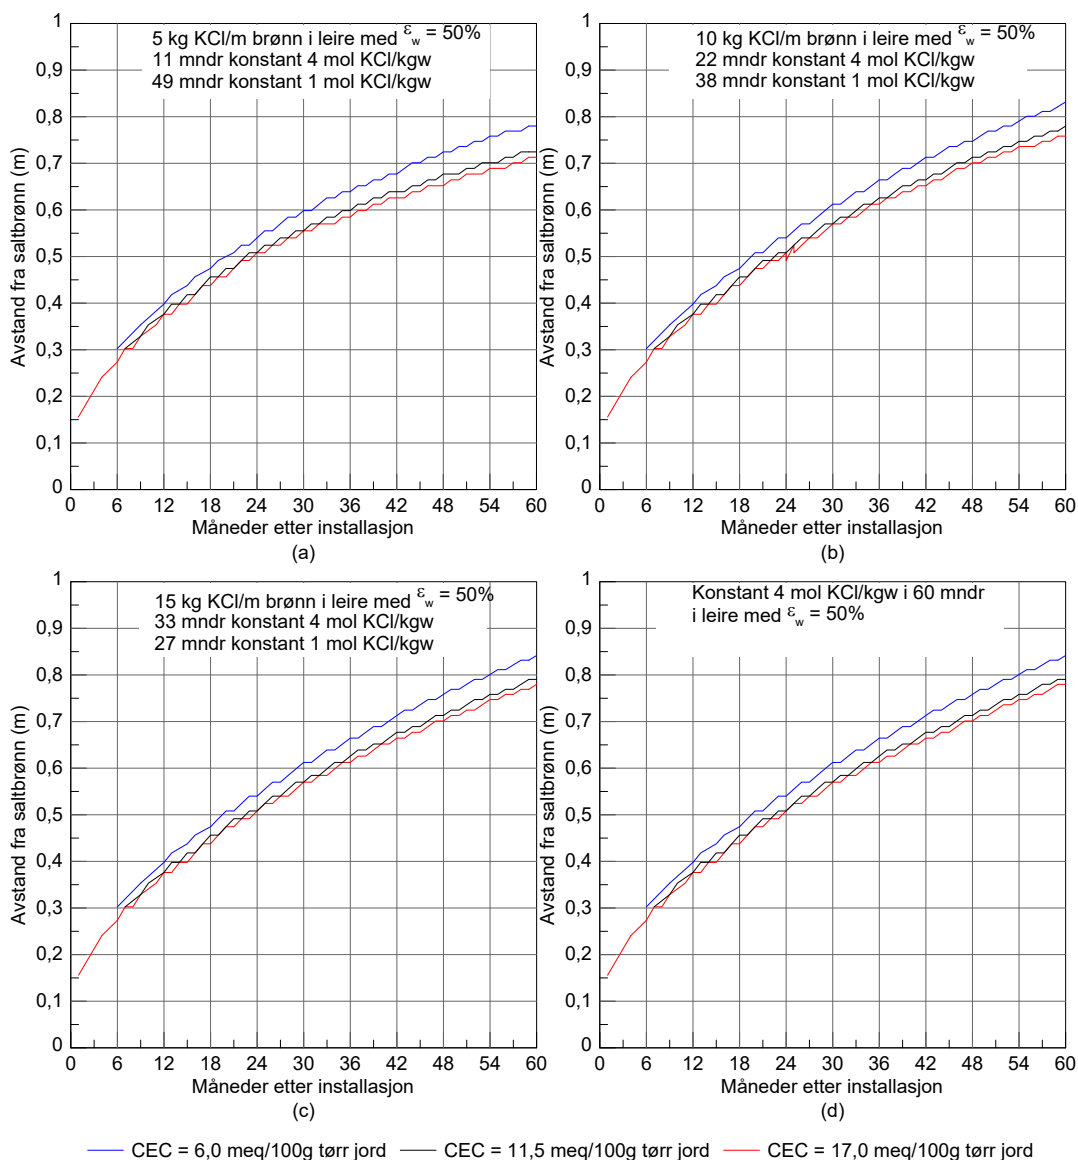 1
0,9
0,8
0,7
0,6
0,5
0,4
0,3
0,2
0,1
0
Avstand fra saltbrønn (m)
5 kg KCl/m brønn i leire med εw = 50%
11 mndr konstant 4 mol KCl/kgw
49 mndr konstant 1 mol KCl/kgw
0 6 12 18 24 30 36 42 48 54 60
Måneder etter installasjon
(a)
1
0,9
0,8
0,7
0,6
0,5
0,4
0,3
0,2
0,1
0
Avstand fra saltbrønn (m)
10 kg KCl/m brønn i leire med εw = 50%
22 mndr konstant 4 mol KCl/kgw
38 mndr konstant 1 mol KCl/kgw
0 6 12 18 24 30 36 42 48 54 60
Måneder etter installasjon
(b)
1
0,9
0,8
0,7
0,6
0,5
0,4
0,3
0,2
0,1
0
Avstand fra saltbrønn (m)
15 kg KCl/m brønn i leire med εw = 50%
33 mndr konstant 4 mol KCl/kgw
27 mndr konstant 1 mol KCl/kgw
0 6 12 18 24 30 36 42 48 54 60
Måneder etter installasjon
(c)
1
0,9
0,8
0,7
0,6
0,5
0,4
0,3
0,2
0,1
0
Avstand fra saltbrønn (m)
Konstant 4 mol KCl/kgw i 60 mndr
i leire med εw = 50%
0 6 12 18 24 30 36 42 48 54 60
Måneder etter installasjon
(d)
CEC = 6,0 meq/100g tørr jord CEC = 11,5 meq/100g tørr jord CEC = 17,0 meq/100g tørr jord